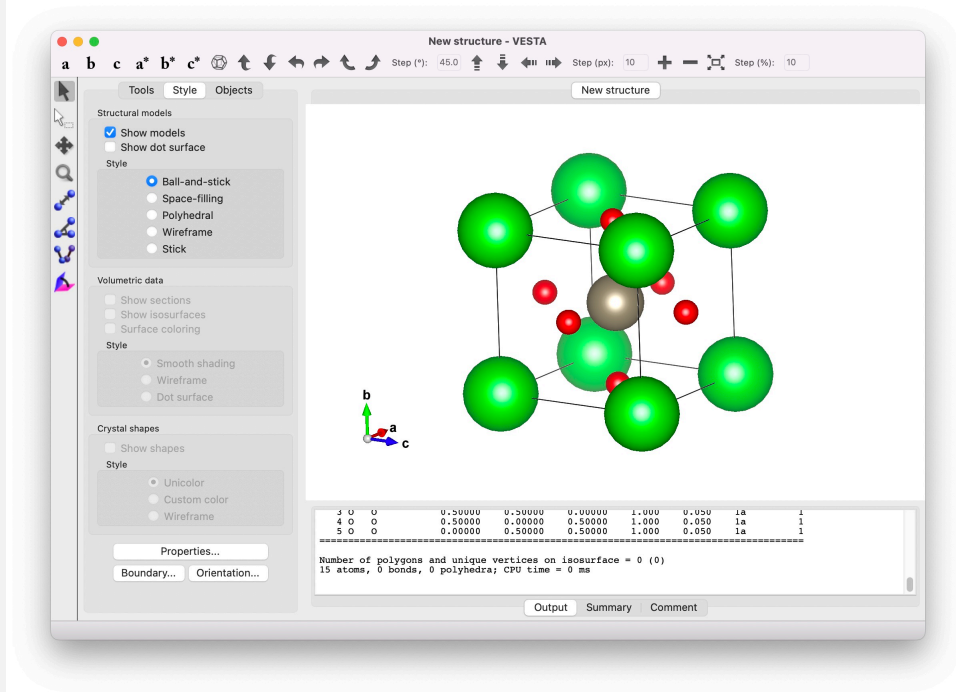 New structure - VESTA
a b c a* b* c* Step (°): 45.0 Step (px): 10 Step (%): 10
Tools Style Objects
New structure
Structural models
Show models
Show dot surface
Style
Ball-and-stick
Space-filling
Polyhedral
Wireframe
Stick
Volumetric data
Show sections
Show isosurfaces
Surface coloring
Style
Smooth shading
Wireframe
Dot surface
Crystal shapes
Show shapes
Style
Unicolor
Custom color
Wireframe
Properties...
Boundary... Orientation...
b
a
c
3 O O 0.50000 0.50000 0.00000 1.000 0.050 1a 1
4 O O 0.50000 0.00000 0.50000 1.000 0.050 1a 1
5 O O 0.00000 0.50000 0.50000 1.000 0.050 1a 1
Number of polygons and unique vertices on isosurface = 0 (0)
15 atoms, 0 bonds, 0 polyhedra; CPU time = 0 ms
Output Summary Comment